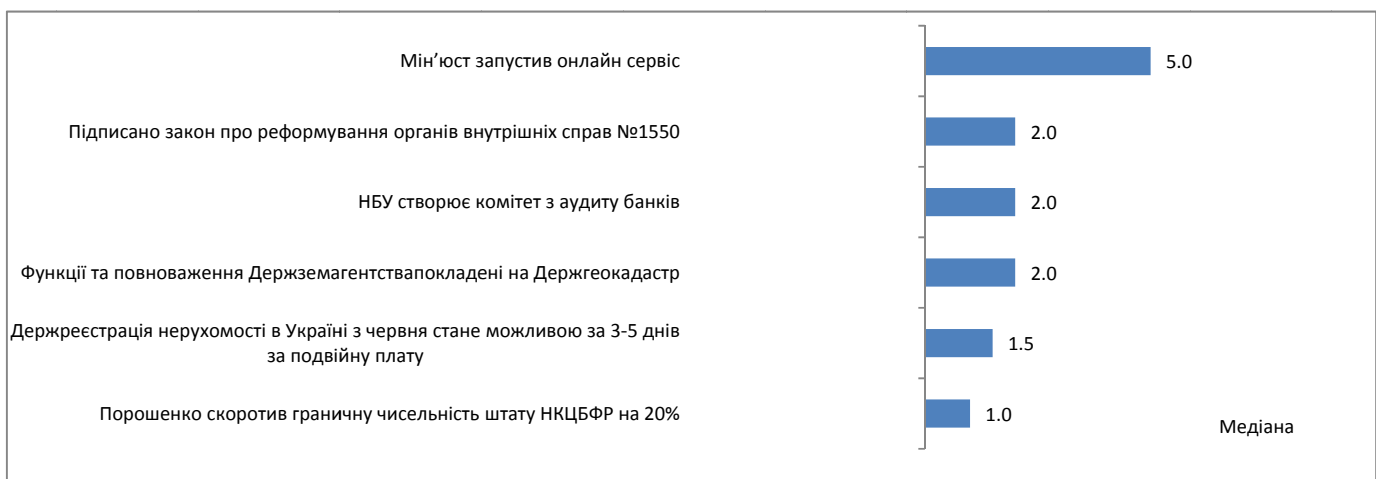 Мін’юст запустив онлайн сервіс
5.0
Підписано закон про реформування органів внутрішніх справ №1550
2.0
НБУ створює комітет з аудиту банків
2.0
Функції та повноваження Держземагентствапокладені на Держгеокадастр
2.0
Держреєстрація нерухомості в Україні з червня стане можливою за 3-5 днів
за подвійну плату
1.5
Порошенко скоротив граничну чисельність штату НКЦБФР на 20%
1.0
Медіана